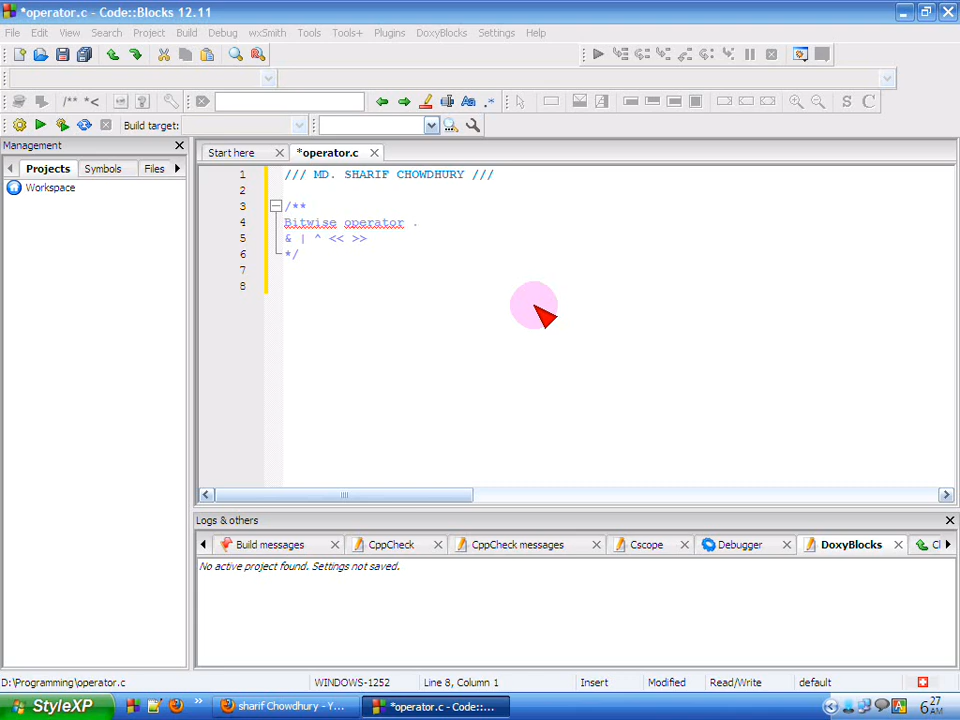 *operator.c - Code::Blocks 12.11
File Edit View Search Project Build Debug wxSmith Tools Tools+ Plugins DoxyBlocks Settings Help
/** *<
Aa .* S C
Build target:
Management
Projects Symbols Files
Workspace
Start here *operator.c
1 /// MD. SHARIF CHOWDHURY ///
2
3 /**
4 Bitwise operator .
5 & | ^ << >>
6 */
7
8
Logs & others
Build messages CppCheck CppCheck messages Cscope Debugger DoxyBlocks Cl
No active project found. Settings not saved.
D:\Programming\operator.c WINDOWS-1252 Line 8, Column 1 Insert Modified Read/Write default
StyleXP sharif Chowdhury - Y... *operator.c - Code::... 6 27 AM